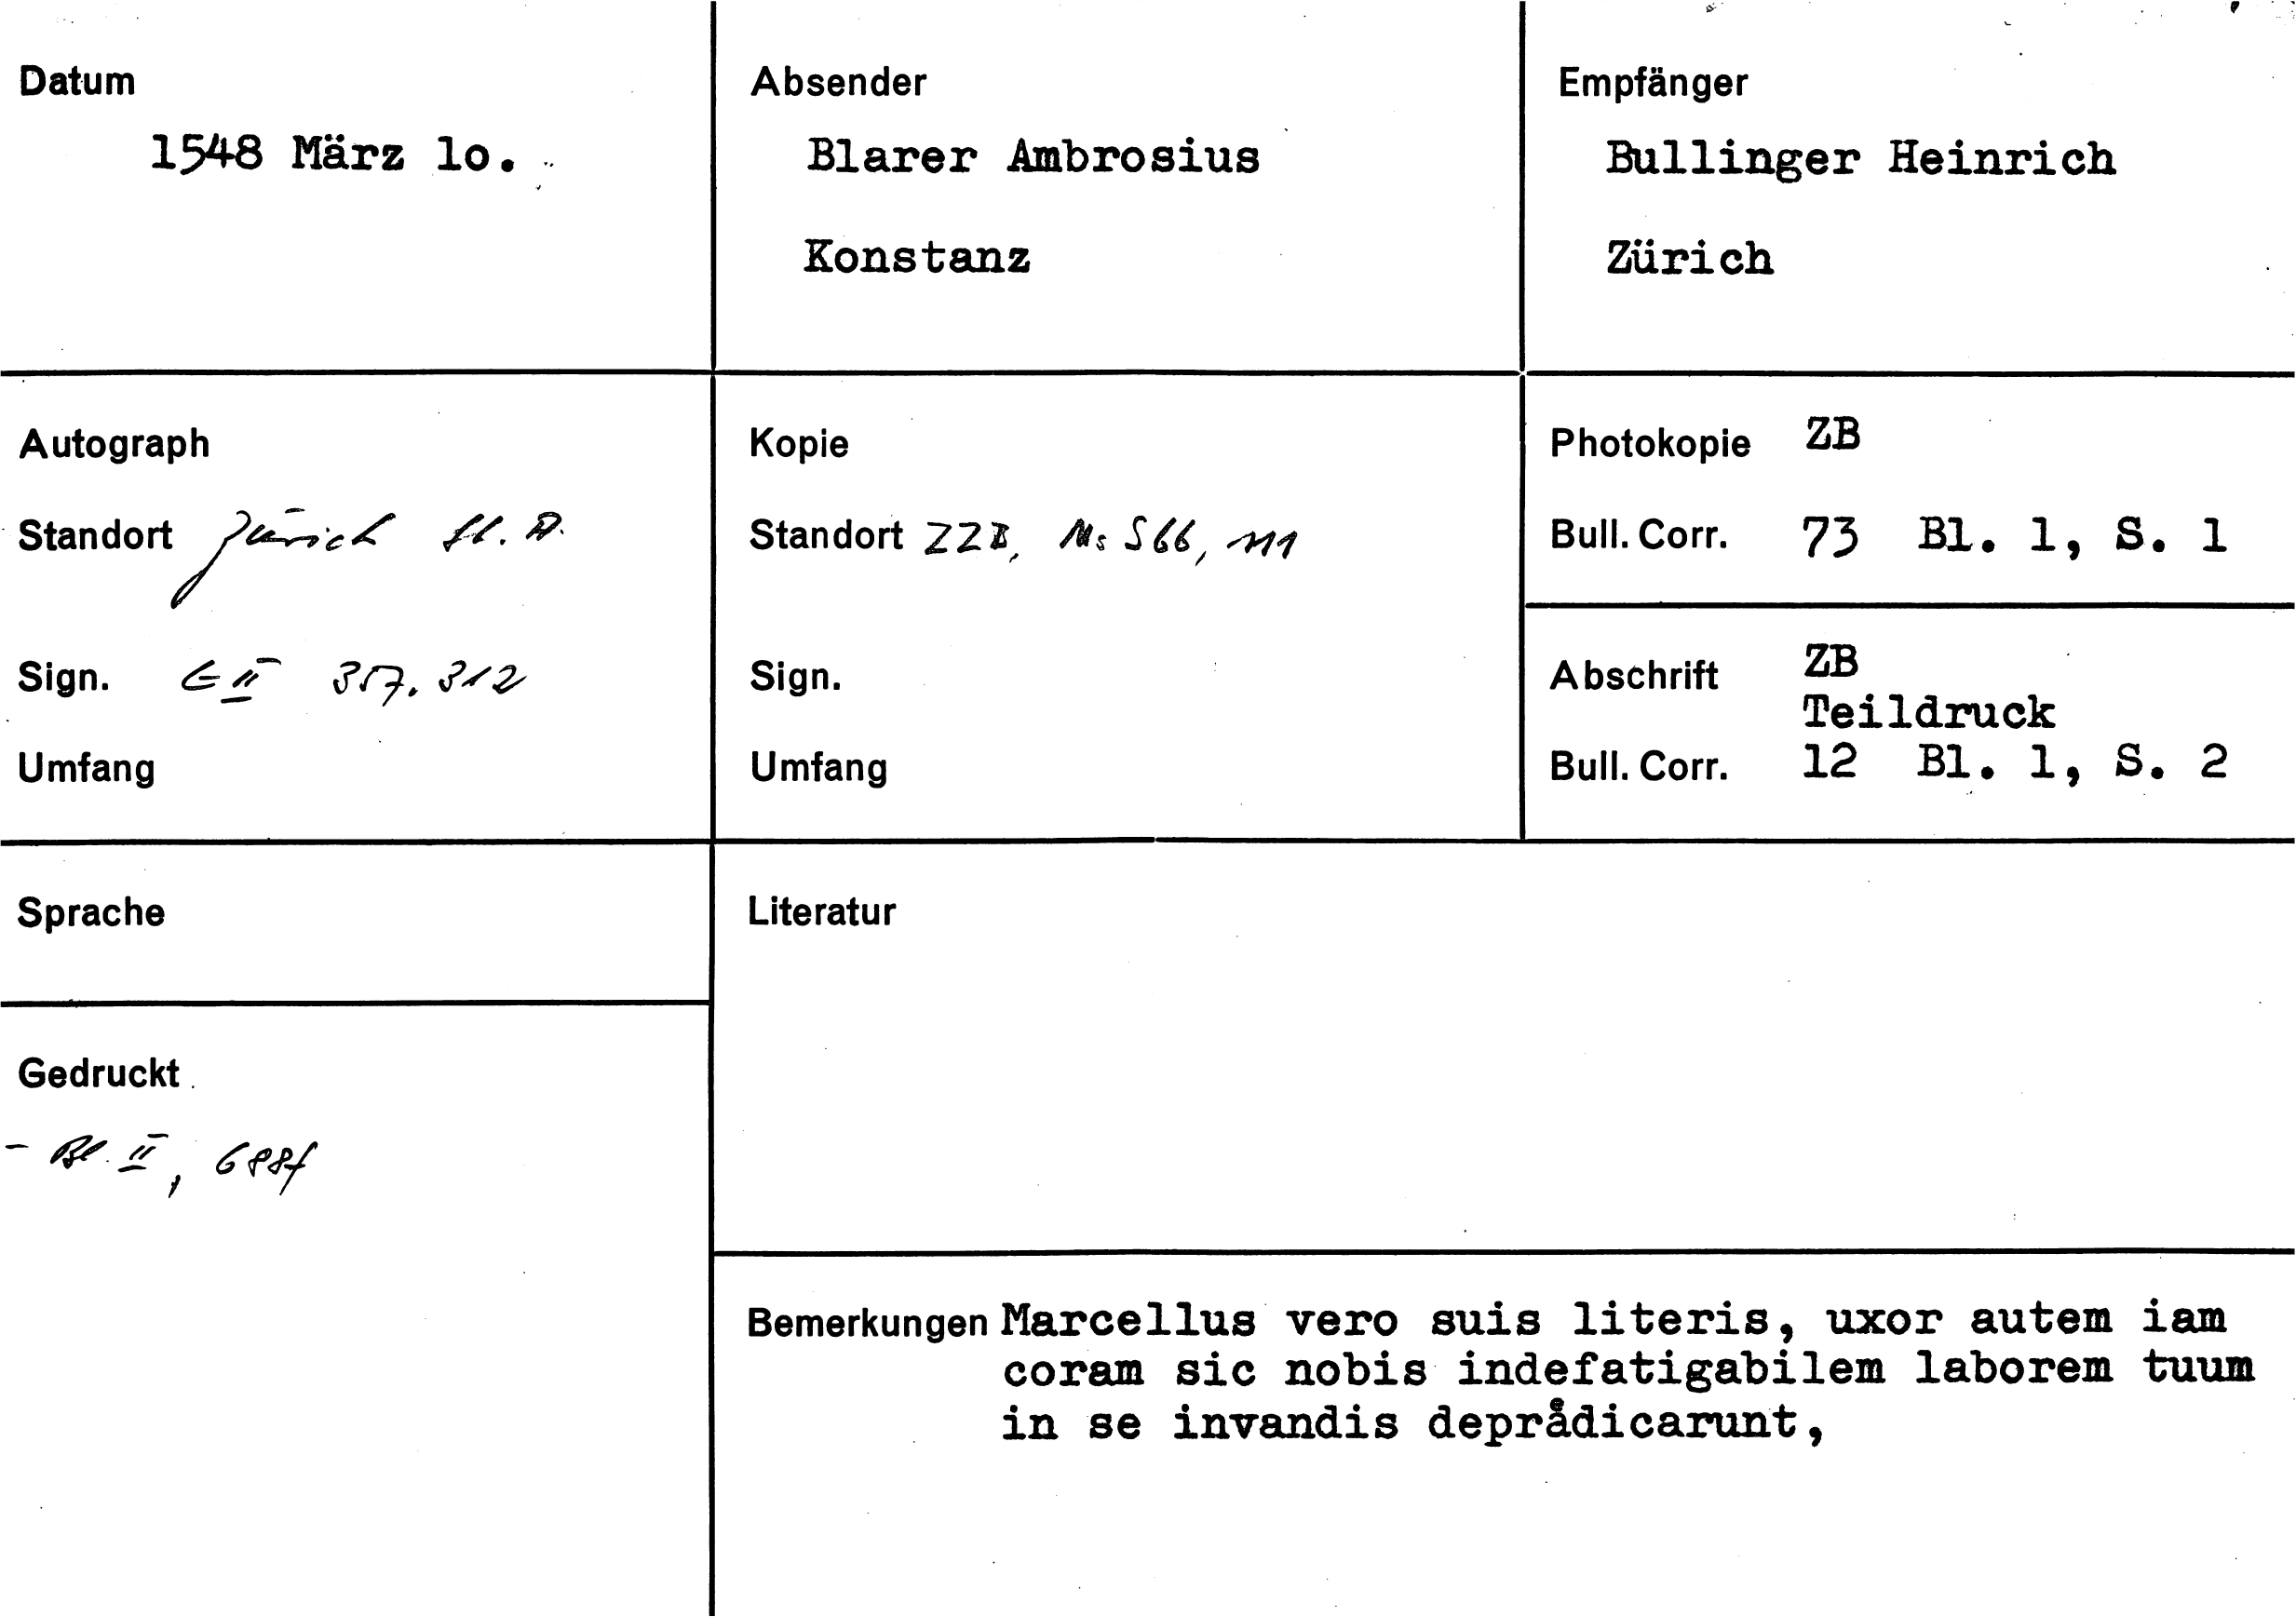 Datum
1548 März lo.
Absender
Blarer Ambrosius
Konstanz
Empfänger
Bullinger Heinrich
Zürich
Autograph
Standort Zürich St. A.
Sign. E II 357. 312
Umfang
Kopie
Standort ZZB, Ms S66, 111
Sign.
Umfang
Photokopie ZB
Bull. Corr. 73 Bl. 1, S. 1
Abschrift ZB
Teildruck
Bull. Corr. 12 Bl. 1, S. 2
Sprache
Gedruckt
- Bl. II, 688f
Literatur
Bemerkungen Marcellus vero suis literis, uxor autem iam
coram sic nobis indefatigabilem laborem tuum
in se invandis deprådicarunt,